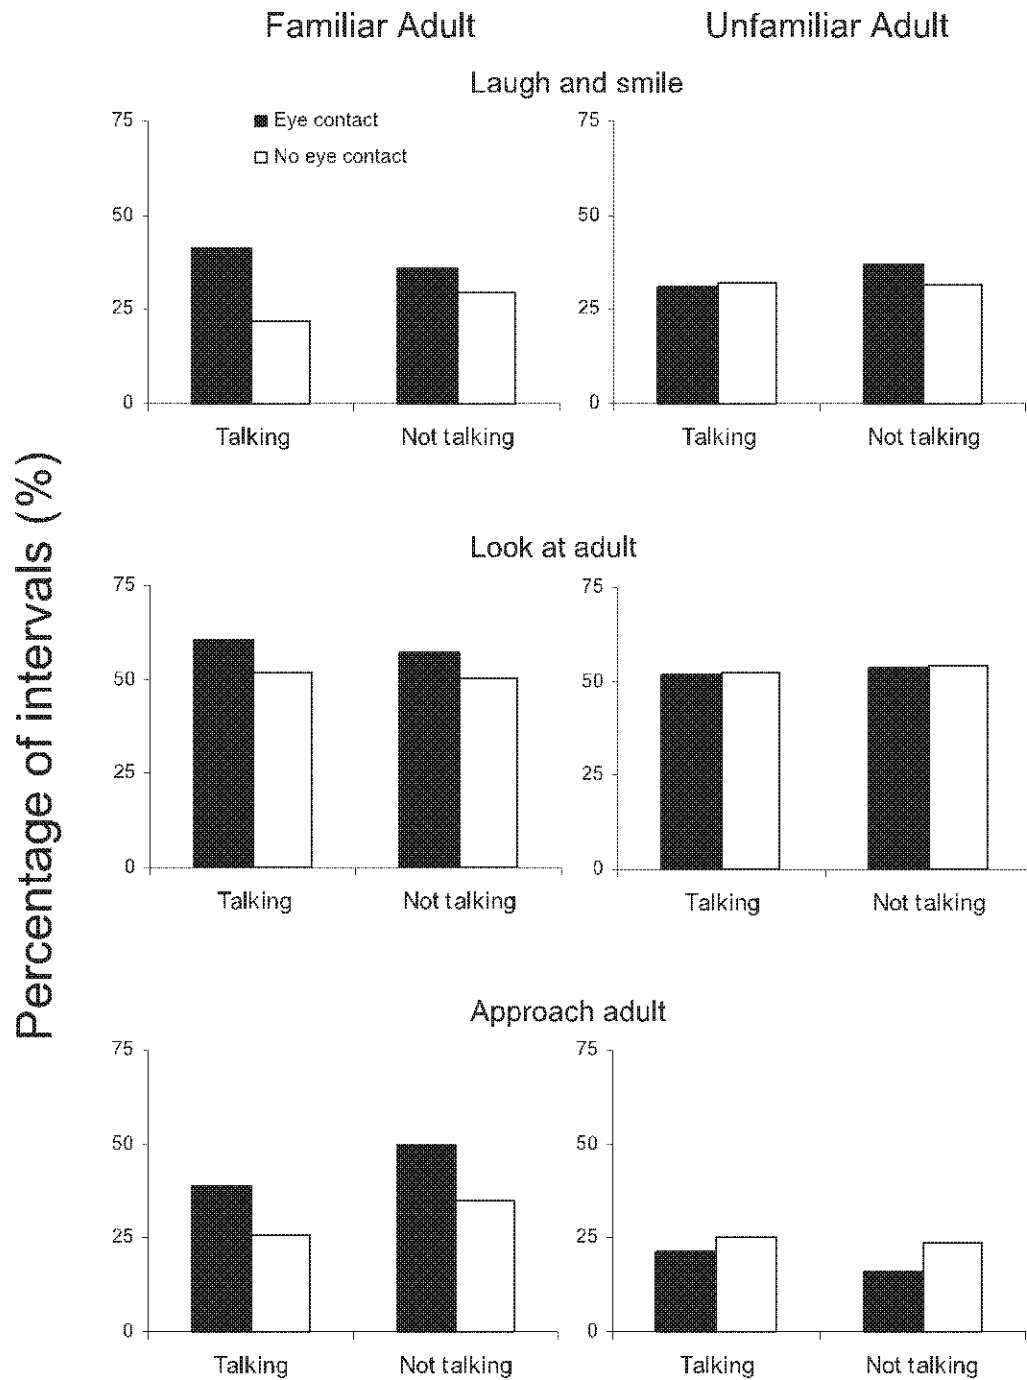 Familiar Adult Unfamiliar Adult
Laugh and smile
Eye contact
No eye contact
75
50
25
0
Talking Not talking
75
50
25
0
Talking Not talking
Percentage of intervals (%)
Look at adult
75
50
25
0
Talking Not talking
75
50
25
0
Talking Not talking
Approach adult
75
50
25
0
Talking Not talking
75
50
25
0
Talking Not talking